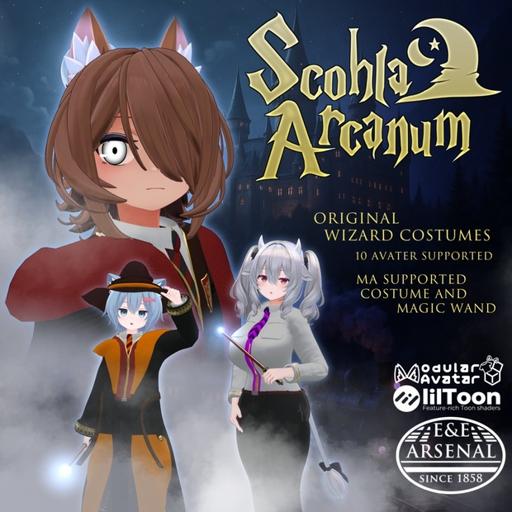 Scohla
Arcanum
ORIGINAL
WIZARD COSTUMES
10 AVATER SUPPORTED
MA SUPPORTED
COSTUME AND
MAGIC WAND
Modular
Avatar
lilToon
Feature-rich Toon shaders
E&E
ARSENAL
SINCE 1858